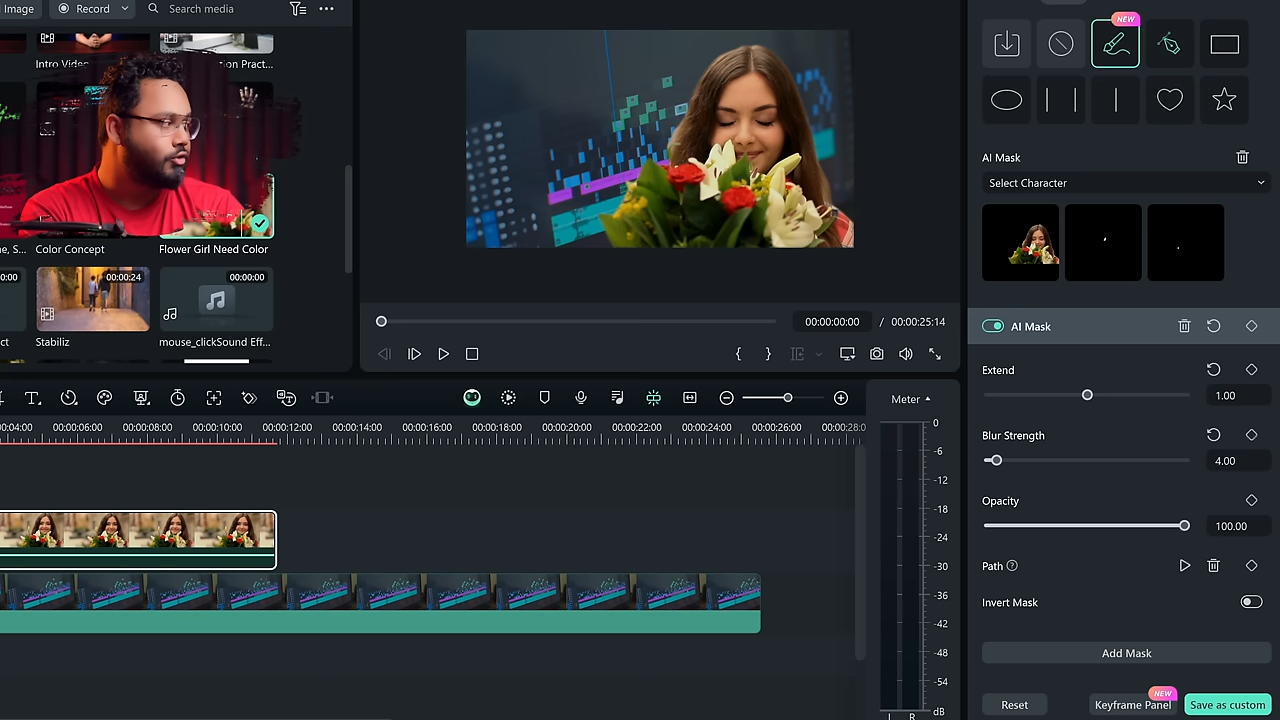 Image
Record
Search media
NEW
Intro Video
ion Pract...
AI Mask
Select Character
e, S...
Color Concept
Flower Girl Need Color
0:00
00:00:24
00:00:00
ct
Stabiliz
mouse_clickSound Eff...
00:00:00:00
/
00:00:25:14
{ }
AI Mask
Extend
1.00
Blur Strength
4.00
Opacity
100.00
Path
Invert Mask
Add Mask
Reset
Keyframe Panel
NEW
Save as custom
Meter
0:04:00
00:00:06:00
00:00:08:00
00:00:10:00
00:00:12:00
00:00:14:00
00:00:16:00
00:00:18:00
00:00:20:00
00:00:22:00
00:00:24:00
00:00:26:00
00:00:28:0
0
-6
-12
-18
-24
-30
-36
-42
-48
-54
dB
L R